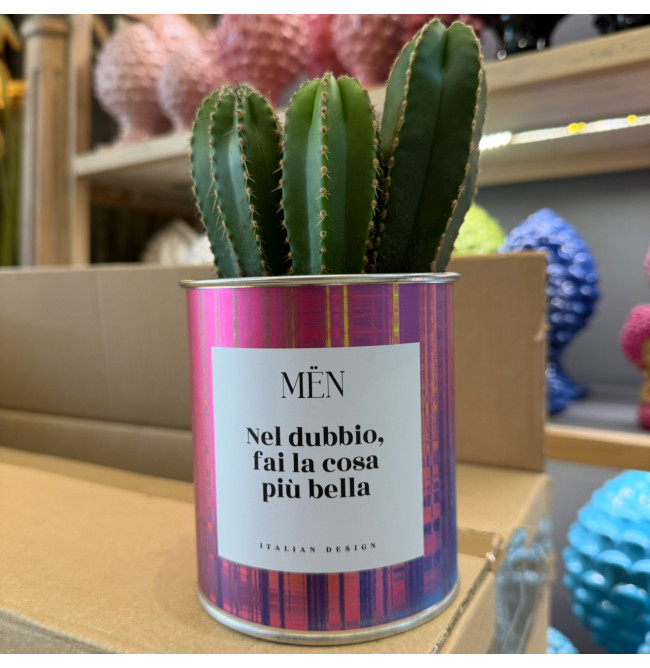 MËN
Nel dubbio,
fai la cosa
più bella
ITALIAN DESIGN